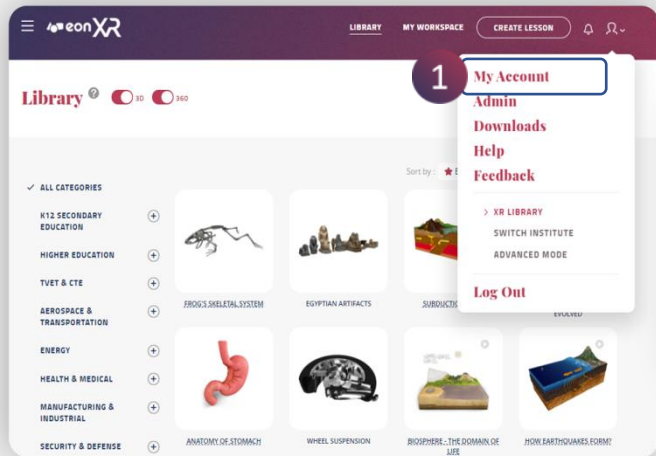 eonXR
LIBRARY
MY WORKSPACE
CREATE LESSON
1
My Account
Admin
Downloads
Help
Feedback
> XR LIBRARY
SWITCH INSTITUTE
ADVANCED MODE
Log Out
Library ?
3D
360
Sort by :
✓ ALL CATEGORIES
K12 SECONDARY
EDUCATION
HIGHER EDUCATION
TVET & CTE
AEROSPACE &
TRANSPORTATION
ENERGY
HEALTH & MEDICAL
MANUFACTURING &
INDUSTRIAL
SECURITY & DEFENSE
FROG'S SKELETAL SYSTEM
EGYPTIAN ARTIFACTS
EVOLVED
ANATOMY OF STOMACH
WHEEL SUSPENSION
BIOSPHERE - THE DOMAIN OF
LIFE
HOW EARTHQUAKES FORM?